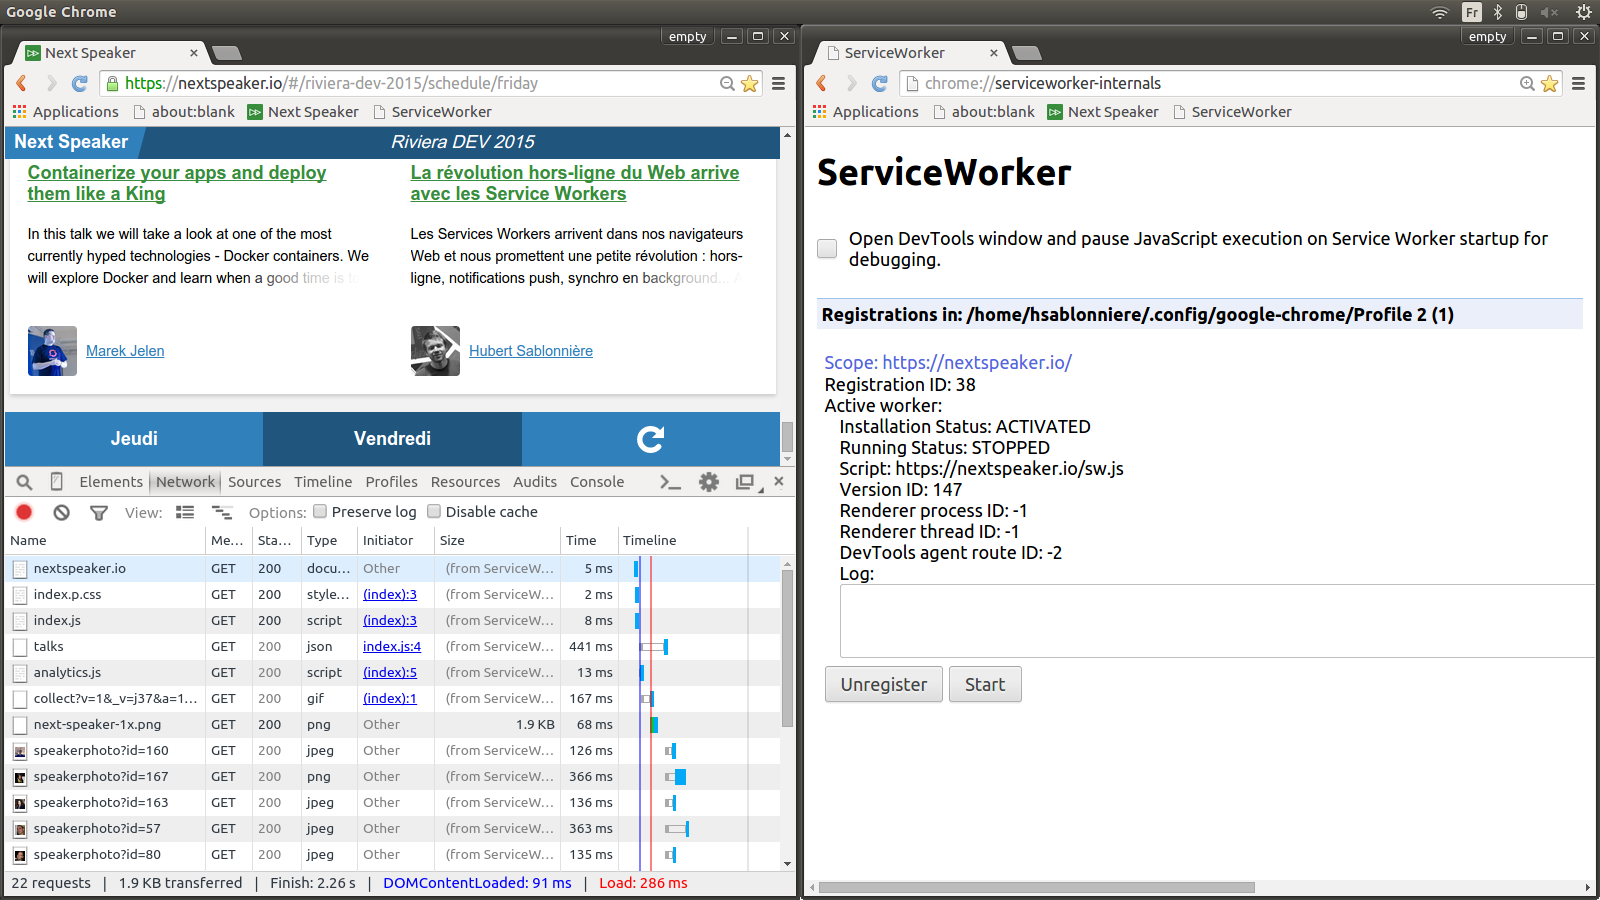 Google Chrome
Fr
empty
Next Speaker
https://nextspeaker.io/#/riviera-dev-2015/schedule/friday
Applications about:blank Next Speaker ServiceWorker
Next Speaker
Riviera DEV 2015
Containerize your apps and deploy
them like a King
In this talk we will take a look at one of the most
currently hyped technologies - Docker containers. We
will explore Docker and learn when a good time is to
Marek Jelen
La révolution hors-ligne du Web arrive
avec les Service Workers
Les Services Workers arrivent dans nos navigateurs
Web et nous promettent une petite révolution : hors-
ligne, notifications push, synchro en background... A
Hubert Sablonnière
Jeudi
Vendredi
Elements Network Sources Timeline Profiles Resources Audits Console
View: Options: Preserve log Disable cache
Name Me... Sta... Type Initiator Size Time Timeline
nextspeaker.io GET 200 docu... Other (from ServiceW... 5 ms
index.p.css GET 200 style... (index):3 (from ServiceW... 2 ms
index.js GET 200 script (index):3 (from ServiceW... 8 ms
talks GET 200 json index.js:4 (from ServiceW... 441 ms
analytics.js GET 200 script (index):5 (from ServiceW... 13 ms
collect?v=1&_v=j37&a=1... GET 200 gif (index):1 (from ServiceW... 167 ms
next-speaker-1x.png GET 200 png Other 1.9 KB 68 ms
speakerphoto?id=160 GET 200 jpeg Other (from ServiceW... 126 ms
speakerphoto?id=167 GET 200 png Other (from ServiceW... 366 ms
speakerphoto?id=163 GET 200 jpeg Other (from ServiceW... 136 ms
speakerphoto?id=57 GET 200 jpeg Other (from ServiceW... 363 ms
speakerphoto?id=80 GET 200 jpeg Other (from ServiceW... 135 ms
22 requests | 1.9 KB transferred | Finish: 2.26 s | DOMContentLoaded: 91 ms | Load: 286 ms
empty
ServiceWorker
chrome://serviceworker-internals
Applications about:blank Next Speaker ServiceWorker
ServiceWorker
Open DevTools window and pause JavaScript execution on Service Worker startup for
debugging.
Registrations in: /home/hsablonniere/.config/google-chrome/Profile 2 (1)
Scope: https://nextspeaker.io/
Registration ID: 38
Active worker:
Installation Status: ACTIVATED
Running Status: STOPPED
Script: https://nextspeaker.io/sw.js
Version ID: 147
Renderer process ID: -1
Renderer thread ID: -1
DevTools agent route ID: -2
Log:
Unregister Start